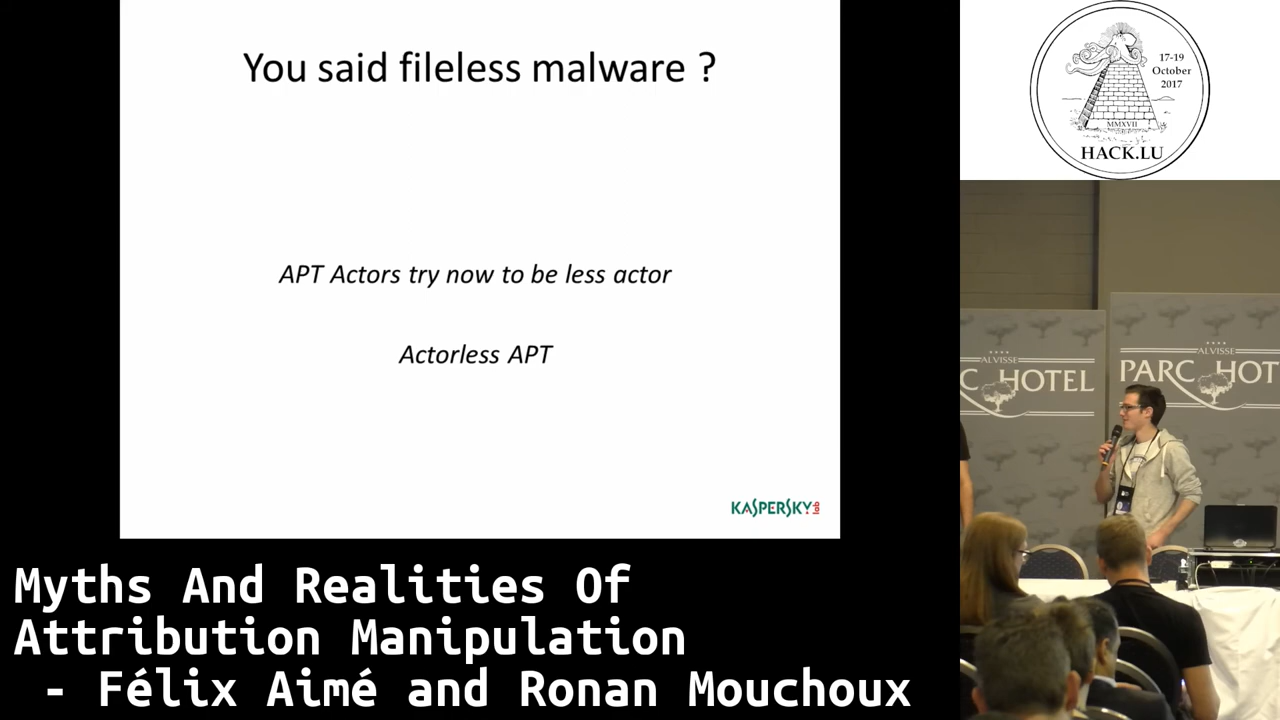 You said fileless malware ?
APT Actors try now to be less actor
Actorless APT
KASPERSKY lab
17-19
October
2017
MMXVII
HACK.LU
ALVISSE
C HOTEL
ALVISSE
PARC HOT
Myths And Realities Of
Attribution Manipulation
- Félix Aimé and Ronan Mouchoux